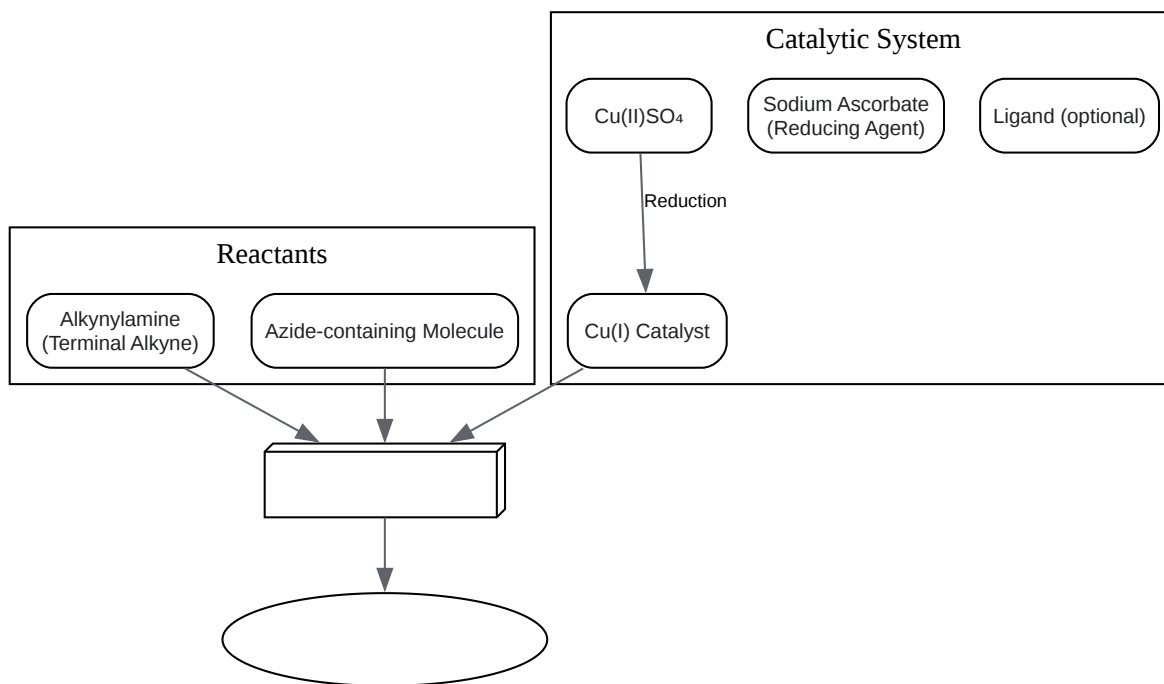 Catalytic System
Cu(II)SO₄
Sodium Ascorbate
(Reducing Agent)
Ligand (optional)
Reduction
Reactants
Alkynylamine
(Terminal Alkyne)
Azide-containing Molecule
Cu(I) Catalyst